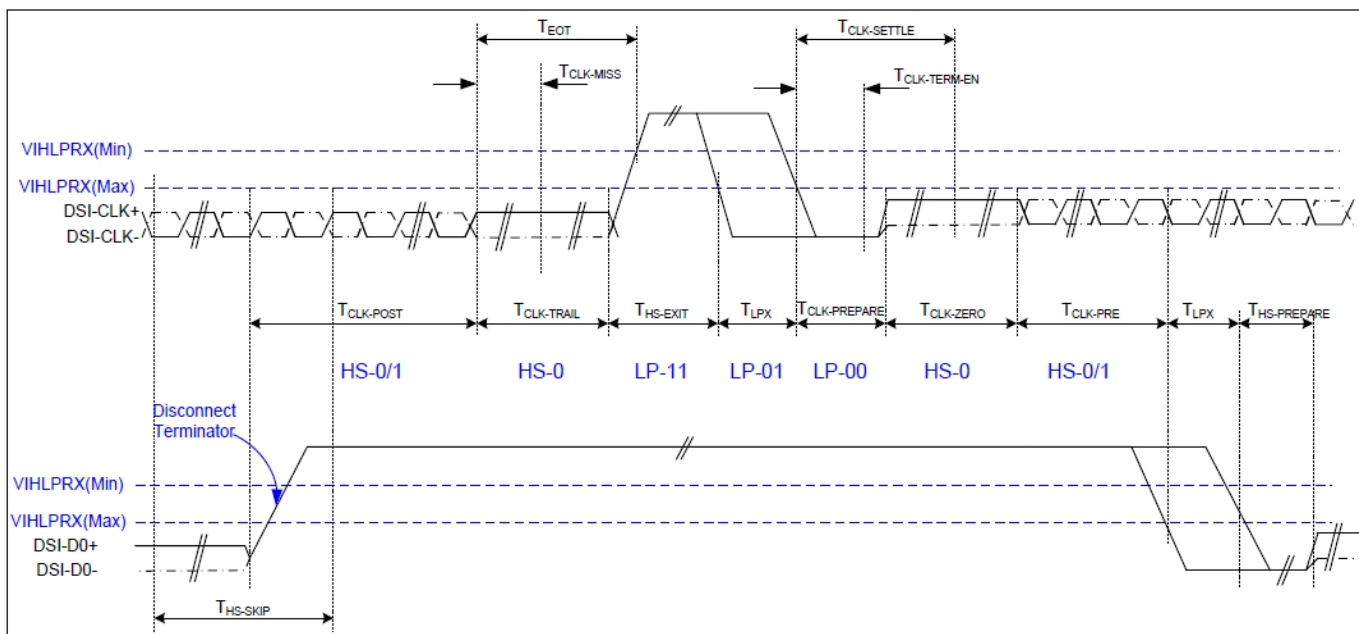 TEOT
TCLK-SETTLE
TCLK-MISS
TCLK-TERM-EN
VIHLPRX(Min)
VIHLPRX(Max)
DSI-CLK+
DSI-CLK-
TCLK-POST TCLK-TRAIL THS-EXIT TLPX TCLK-PREPARE TCLK-ZERO TCLK-PRE TLPX THS-PREPARE
HS-0/1 HS-0 LP-11 LP-01 LP-00 HS-0 HS-0/1
Disconnect
Terminator
VIHLPRX(Min)
VIHLPRX(Max)
DSI-D0+
DSI-D0-
THS-SKIP